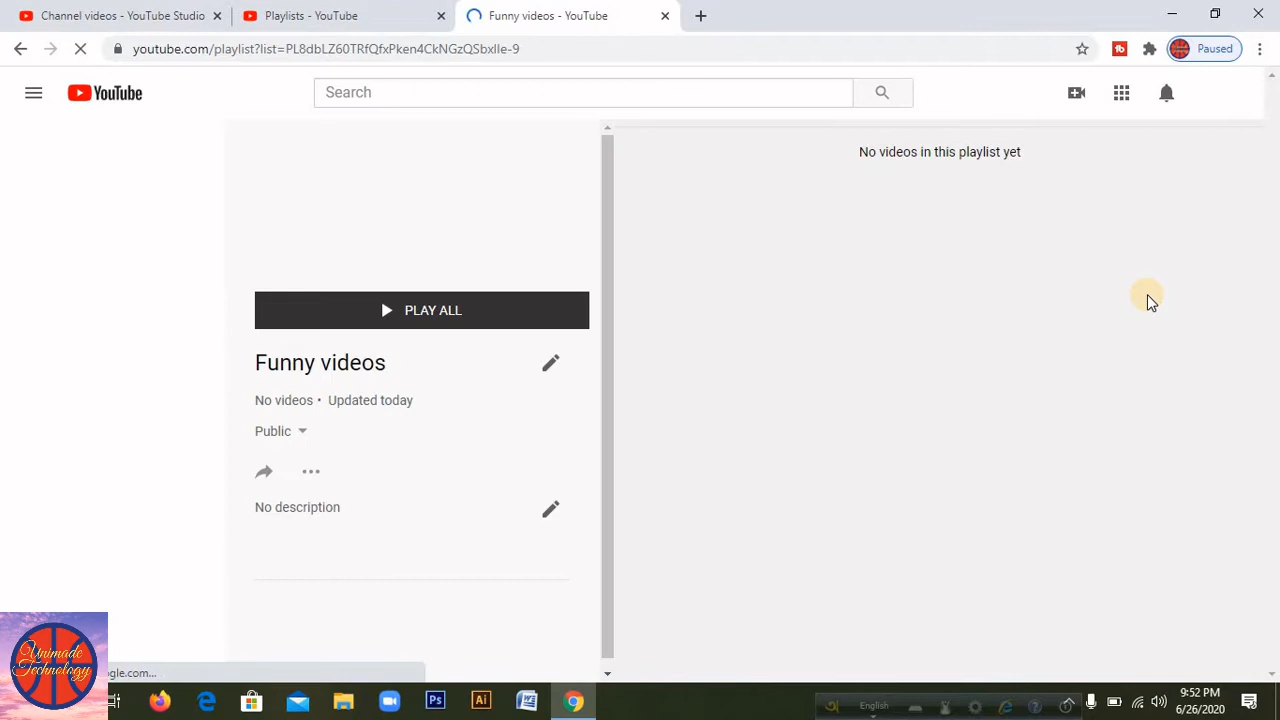 Channel videos - YouTube Studio
Playlists - YouTube
Funny videos - YouTube
youtube.com/playlist?list=PL8dbLZ60TRfQfxPken4CkNGzQSbxlle-9
Paused
YouTube
Search
No videos in this playlist yet
PLAY ALL
Funny videos
No videos • Updated today
Public
No description
Unimade
Technology
gle.com...
Ps
Ai
English
9:52 PM
6/26/2020